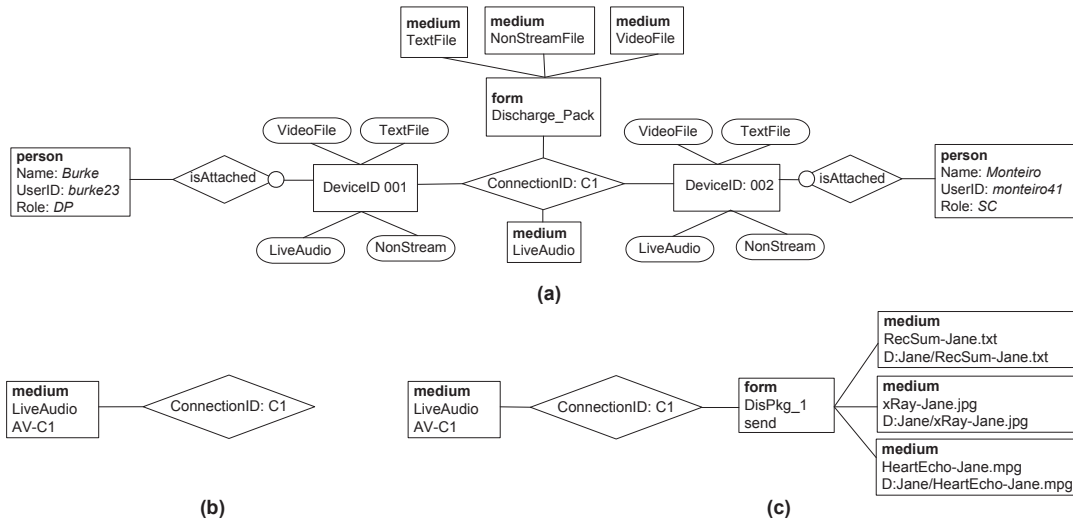 medium
TextFile
medium
NonStreamFile
medium
VideoFile
form
Discharge_Pack
VideoFile
TextFile
VideoFile
TextFile
person
Name: Burke
UserID: burke23
Role: DP
isAttached
DeviceID 001
ConnectionID: C1
DeviceID: 002
isAttached
person
Name: Monteiro
UserID: monteiro41
Role: SC
LiveAudio
NonStream
medium
LiveAudio
LiveAudio
NonStream
(a)
medium
LiveAudio
AV-C1
ConnectionID: C1
(b)
medium
LiveAudio
AV-C1
ConnectionID: C1
form
DisPkg_1
send
medium
RecSum-Jane.txt
D:Jane/RecSum-Jane.txt
medium
xRay-Jane.jpg
D:Jane/xRay-Jane.jpg
medium
HeartEcho-Jane.mpg
D:Jane/HeartEcho-Jane.mpg
(c)